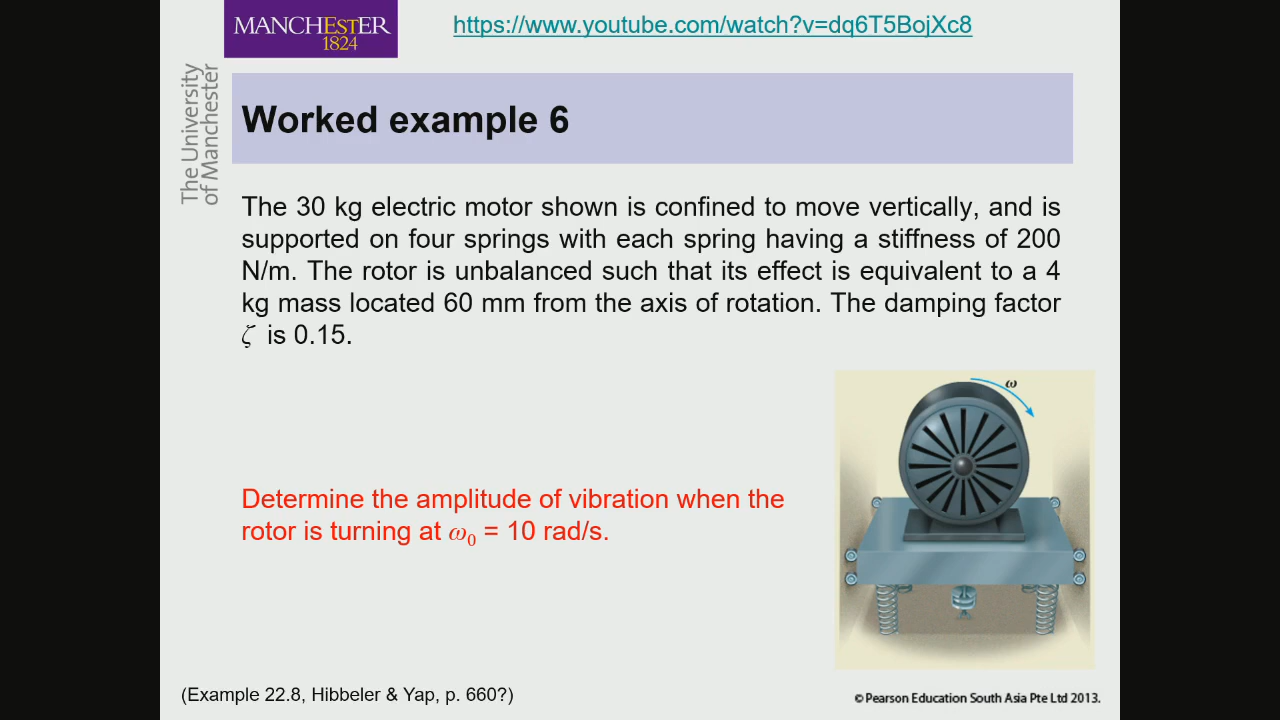 MANCHESTER
1824
The University
of Manchester
https://www.youtube.com/watch?v=dq6T5BojXc8
Worked example 6
The 30 kg electric motor shown is confined to move vertically, and is
supported on four springs with each spring having a stiffness of 200
N/m. The rotor is unbalanced such that its effect is equivalent to a 4
kg mass located 60 mm from the axis of rotation. The damping factor
ζ is 0.15.
ω
Determine the amplitude of vibration when the
rotor is turning at ω₀ = 10 rad/s.
(Example 22.8, Hibbeler & Yap, p. 660?)
© Pearson Education South Asia Pte Ltd 2013.